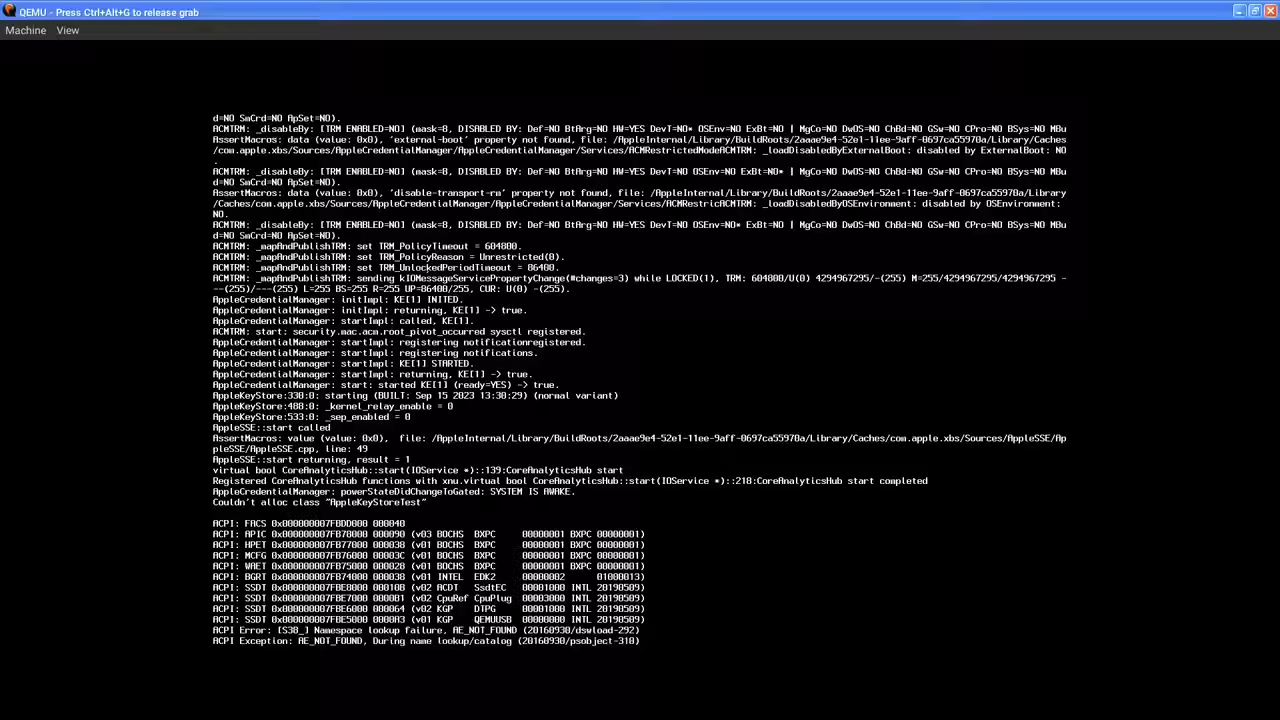 QEMU - Press Ctrl+Alt+G to release grab
Machine View
d=NO SmCrd=NO ApSet=NO).
ACMTRM: _disableBy: [TRM ENABLED=NO] (mask=8, DISABLED BY: Def=NO BtArg=NO HW=YES DevT=NO* OSEnv=NO ExBt=NO | MgCo=NO DwOS=NO ChBd=NO GSw=NO CPro=NO BSys=NO MBu
AssertMacros: data (value: 0x0), 'external-boot' property not found, file: /AppleInternal/Library/BuildRoots/2aaae9e4-52e1-11ee-9aff-0697ca55970a/Library/Caches
/com.apple.xbs/Sources/AppleCredentialManager/AppleCredentialManager/Services/ACMRestrictedModeACMTRM: _loadDisabledByExternalBoot: disabled by ExternalBoot: NO
.
ACMTRM: _disableBy: [TRM ENABLED=NO] (mask=8, DISABLED BY: Def=NO BtArg=NO HW=YES DevT=NO OSEnv=NO ExBt=NO* | MgCo=NO DwOS=NO ChBd=NO GSw=NO CPro=NO BSys=NO MBu
d=NO SmCrd=NO ApSet=NO).
AssertMacros: data (value: 0x0), 'disable-transport-rm' property not found, file: /AppleInternal/Library/BuildRoots/2aaae9e4-52e1-11ee-9aff-0697ca55970a/Library
/Caches/com.apple.xbs/Sources/AppleCredentialManager/AppleCredentialManager/Services/ACMRestricACMTRM: _loadDisabledByOSEnvironment: disabled by OSEnvironment:
NO.
ACMTRM: _disableBy: [TRM ENABLED=NO] (mask=8, DISABLED BY: Def=NO BtArg=NO HW=YES DevT=NO OSEnv=NO* ExBt=NO | MgCo=NO DwOS=NO ChBd=NO GSw=NO CPro=NO BSys=NO MBu
d=NO SmCrd=NO ApSet=NO).
ACMTRM: _mapAndPublishTRM: set TRM_PolicyTimeout = 604800.
ACMTRM: _mapAndPublishTRM: set TRM_PolicyReason = Unrestricted(0).
ACMTRM: _mapAndPublishTRM: set TRM_UnlockedPeriodTimeout = 86400.
ACMTRM: _mapAndPublishTRM: sending kIOMessageServicePropertyChange(#changes=3) while LOCKED(1), TRM: 604800/U(0) 4294967295/-(255) M=255/4294967295/4294967295 -
--(255)/---(255) L=255 BS=255 R=255 UP=86400/255, CUR: U(0) -(255).
AppleCredentialManager: initImpl: KE[1] INITED.
AppleCredentialManager: initImpl: returning, KE[1] -> true.
AppleCredentialManager: startImpl: called, KE[1].
ACMTRM: start: security.mac.acm.root_pivot_occurred sysctl registered.
AppleCredentialManager: startImpl: registering notificationregistered.
AppleCredentialManager: startImpl: registering notifications.
AppleCredentialManager: startImpl: KE[1] STARTED.
AppleCredentialManager: startImpl: returning, KE[1] -> true.
AppleCredentialManager: start: started KE[1] (ready=YES) -> true.
AppleKeyStore:330:0: starting (BUILT: Sep 15 2023 13:30:29) (normal variant)
AppleKeyStore:488:0: _kernel_relay_enable = 0
AppleKeyStore:533:0: _sep_enabled = 0
AppleSSE::start called
AssertMacros: value (value: 0x0),  file: /AppleInternal/Library/BuildRoots/2aaae9e4-52e1-11ee-9aff-0697ca55970a/Library/Caches/com.apple.xbs/Sources/AppleSSE/Ap
pleSSE/AppleSSE.cpp, line: 49
AppleSSE::start returning, result = 1
virtual bool CoreAnalyticsHub::start(IOService *)::139:CoreAnalyticsHub start
Registered CoreAnalyticsHub functions with xnu.virtual bool CoreAnalyticsHub::start(IOService *)::218:CoreAnalyticsHub start completed
AppleCredentialManager: powerStateDidChangeToGated: SYSTEM IS AWAKE.
Couldn't alloc class "AppleKeyStoreTest"
ACPI: FACS 0x000000007FBDD000 000040
ACPI: APIC 0x000000007FB78000 000090 (v03 BOCHS  BXPC     00000001 BXPC 00000001)
ACPI: HPET 0x000000007FB77000 000038 (v01 BOCHS  BXPC     00000001 BXPC 00000001)
ACPI: MCFG 0x000000007FB76000 00003C (v01 BOCHS  BXPC     00000001 BXPC 00000001)
ACPI: WAET 0x000000007FB75000 000028 (v01 BOCHS  BXPC     00000001 BXPC 00000001)
ACPI: BGRT 0x000000007FB74000 000038 (v01 INTEL  EDK2     00000002      01000013)
ACPI: SSDT 0x000000007FBE8000 00010B (v02 ACDT   SsdtEC   00001000 INTL 20190509)
ACPI: SSDT 0x000000007FBE7000 000081 (v02 CpuRef CpuPlug  00003000 INTL 20190509)
ACPI: SSDT 0x000000007FBE6000 000064 (v02 KGP    DTPG     00001000 INTL 20190509)
ACPI: SSDT 0x000000007FBE5000 0000A3 (v01 KGP    QEMUUSB  00000000 INTL 20190509)
ACPI Error: [S38_] Namespace lookup failure, AE_NOT_FOUND (20160930/dswload-292)
ACPI Exception: AE_NOT_FOUND, During name lookup/catalog (20160930/psobject-310)